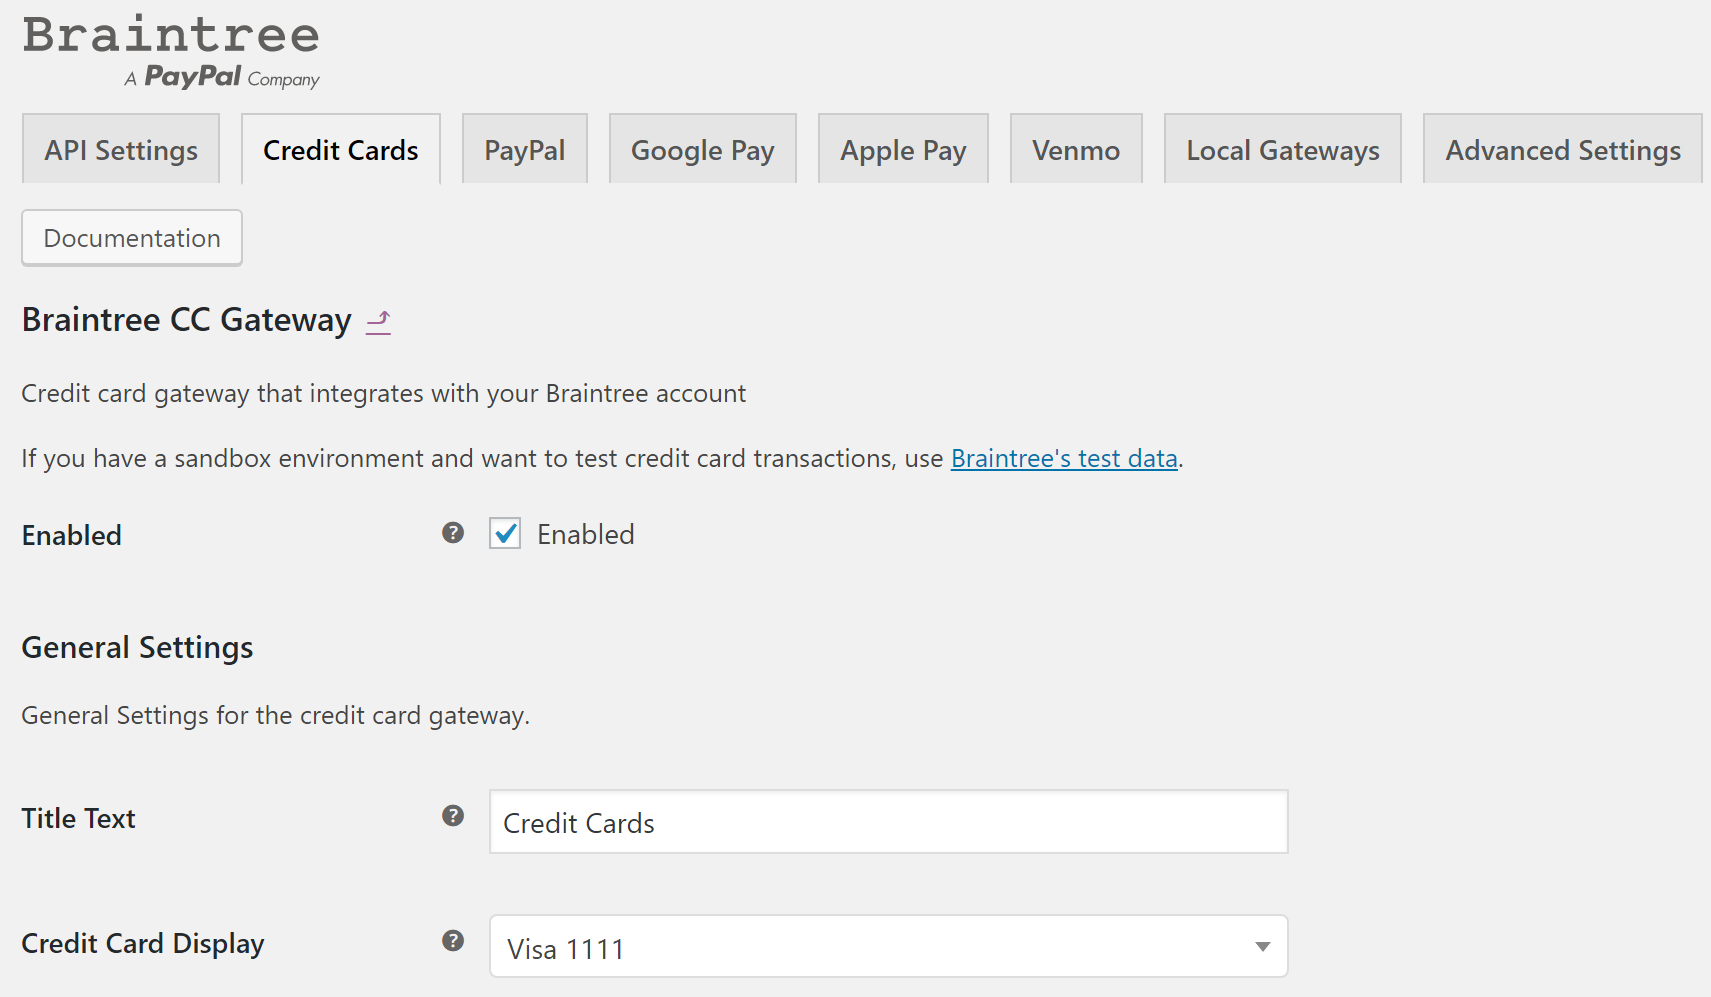 Braintree
A PayPal Company
API Settings Credit Cards PayPal Google Pay Apple Pay Venmo Local Gateways Advanced Settings
Documentation
Braintree CC Gateway
Credit card gateway that integrates with your Braintree account
If you have a sandbox environment and want to test credit card transactions, use Braintree's test data.
Enabled ? Enabled
General Settings
General Settings for the credit card gateway.
Title Text ? Credit Cards
Credit Card Display ? Visa 1111